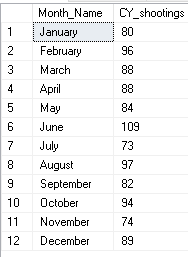 Month_Name CY_shootings
1 January 80
2 February 96
3 March 88
4 April 88
5 May 84
6 June 109
7 July 73
8 August 97
9 September 82
10 October 94
11 November 74
12 December 89